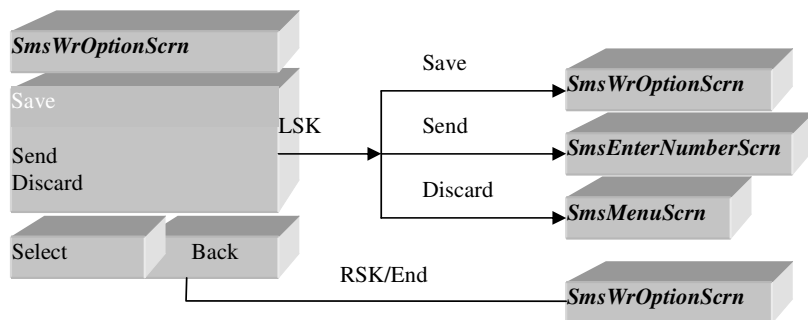 SmsWrOptionScrn
Save
Send
Discard
Select
Back
LSK
Save
SmsWrOptionScrn
Send
SmsEnterNumberScrn
Discard
SmsMenuScrn
RSK/End
SmsWrOptionScrn